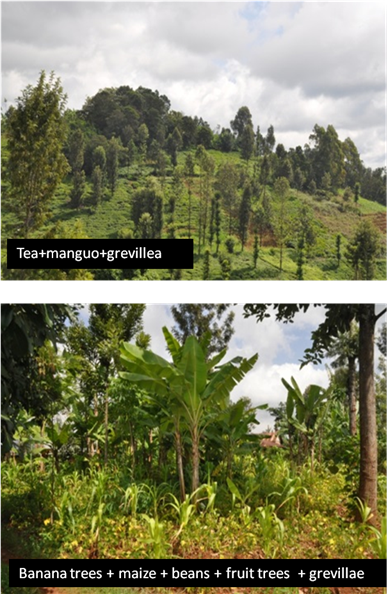 Tea+manguo+grevillea
Banana trees + maize + beans + fruit trees + grevillae